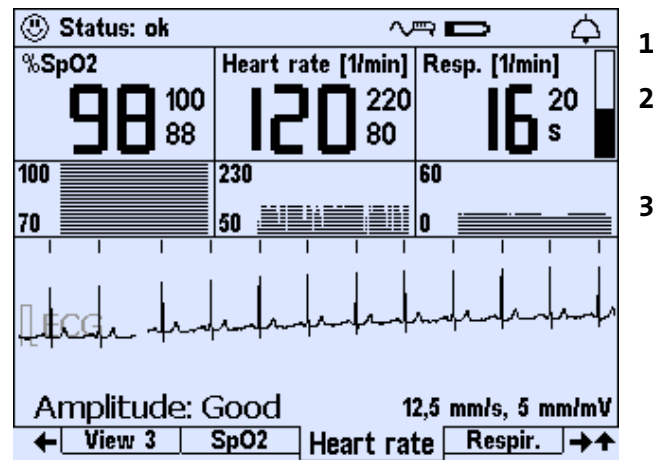 Status: ok
1
%SpO2 Heart rate [1/min] Resp. [1/min]
98 100 88 120 220 80 16 20 s
2
100 230 60
70 50 0
3
ECG
Amplitude: Good 12,5 mm/s, 5 mm/mV
View 3 SpO2 Heart rate Respir.